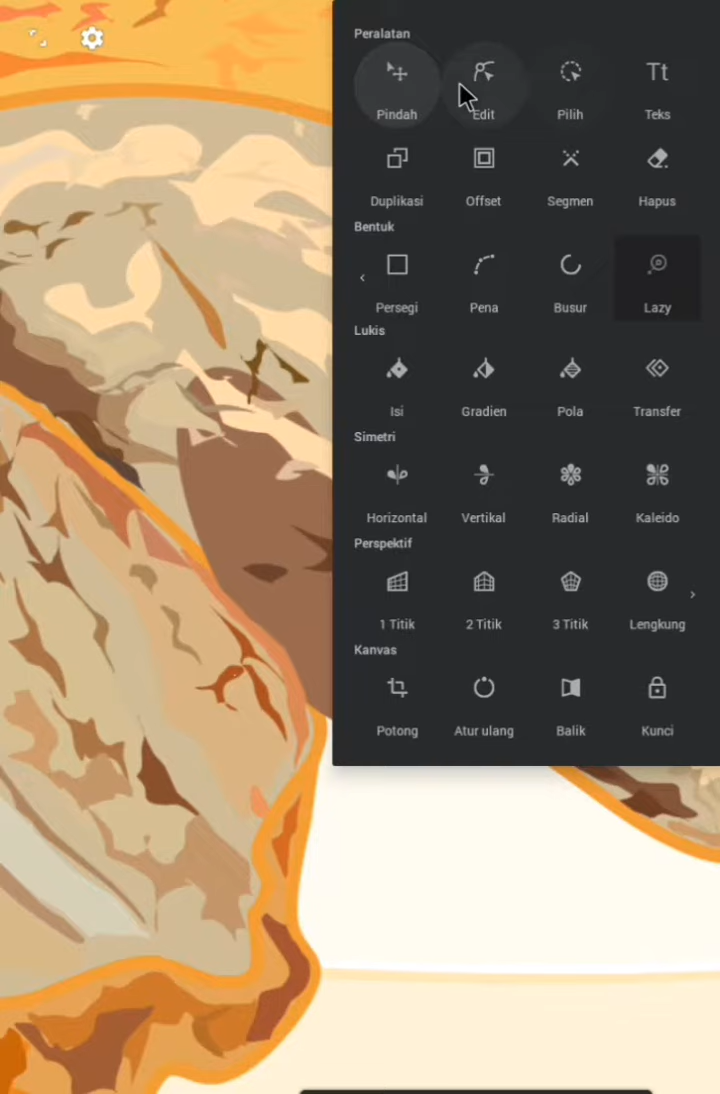 Peralatan
Pindah Edit Pilih Teks
Duplikasi Offset Segmen Hapus
Bentuk
Persegi Pena Busur Lazy
Lukis
Isi Gradien Pola Transfer
Simetri
Horizontal Vertikal Radial Kaleido
Perspektif
1 Titik 2 Titik 3 Titik Lengkung
Kanvas
Potong Atur ulang Balik Kunci